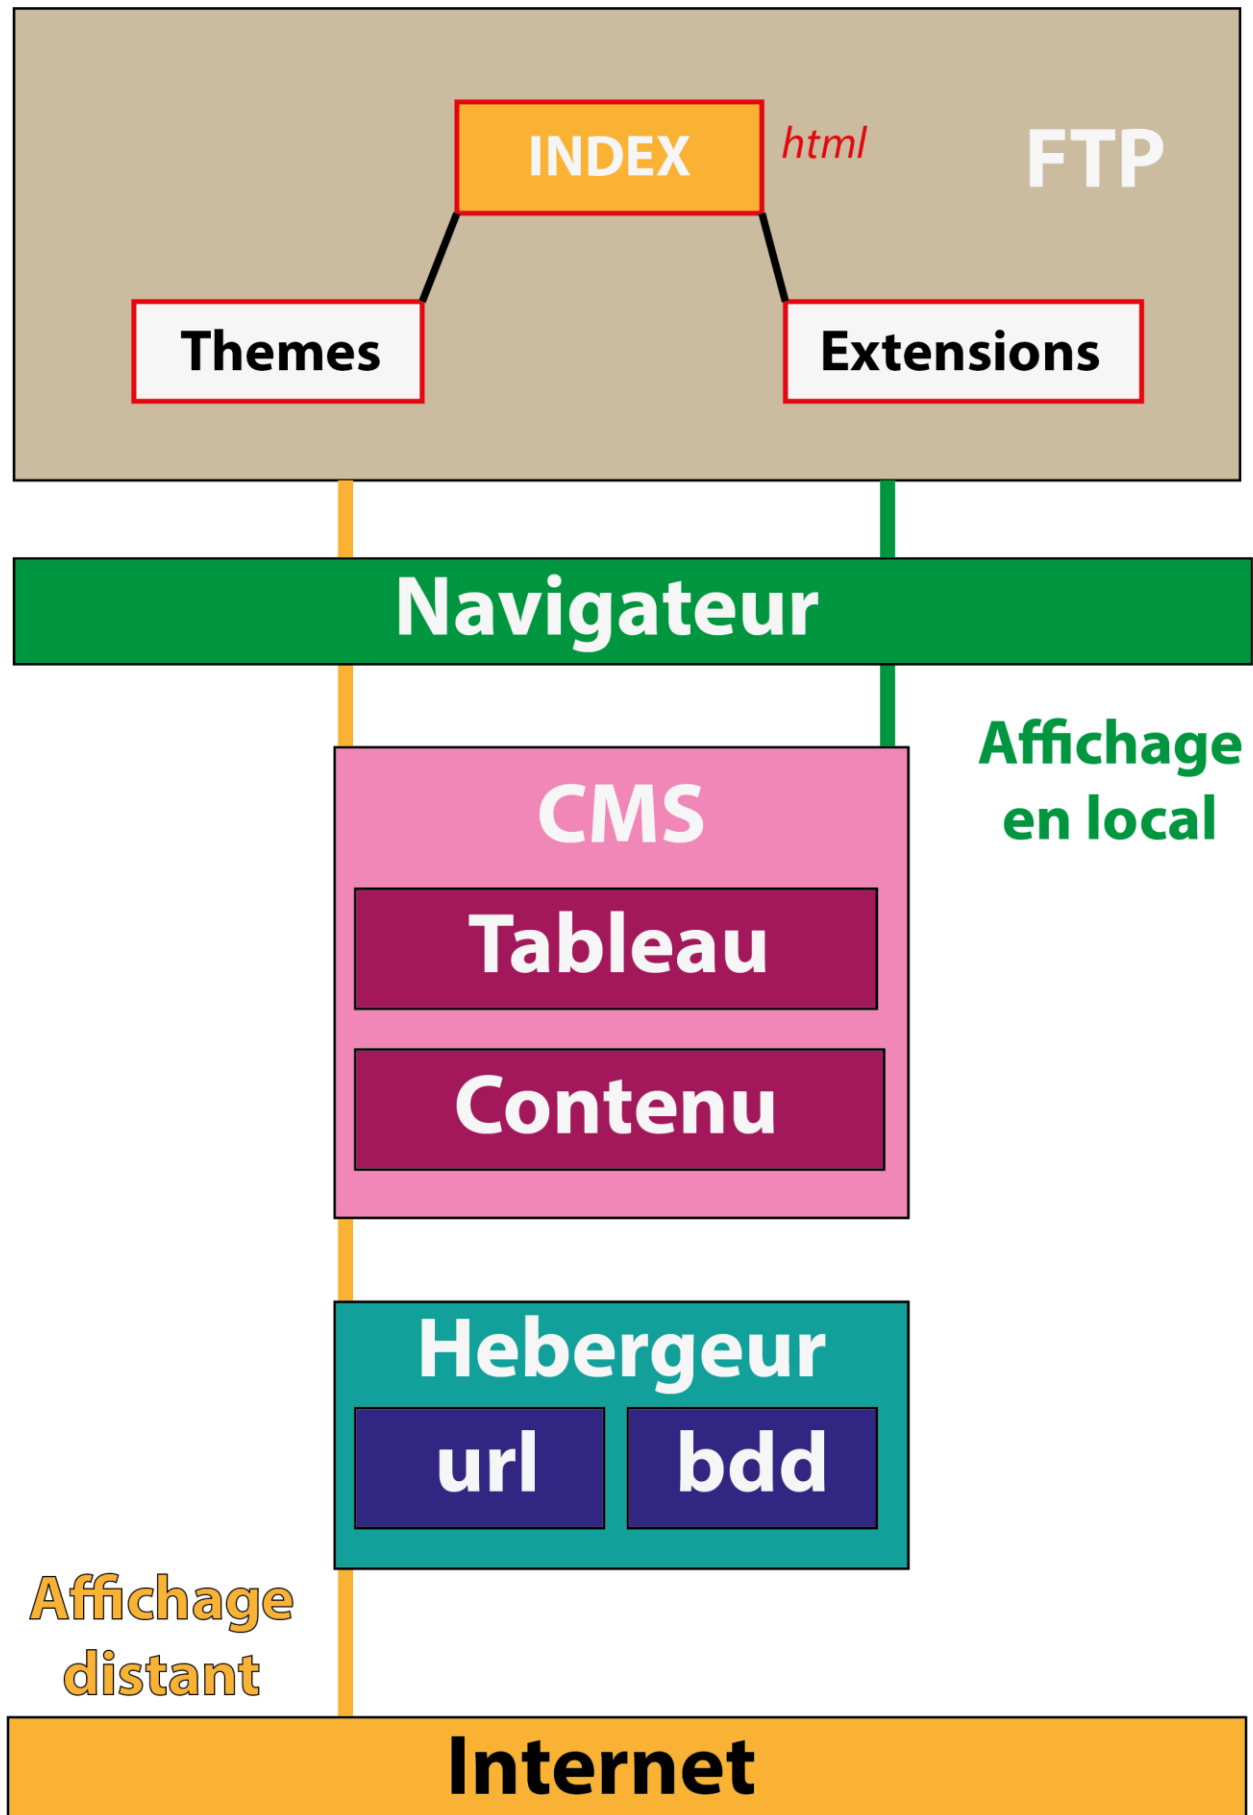 INDEX
html
FTP
Themes
Extensions
Navigateur
Affichage
en local
CMS
Tableau
Contenu
Hebergeur
url
bdd
Affichage
distant
Internet